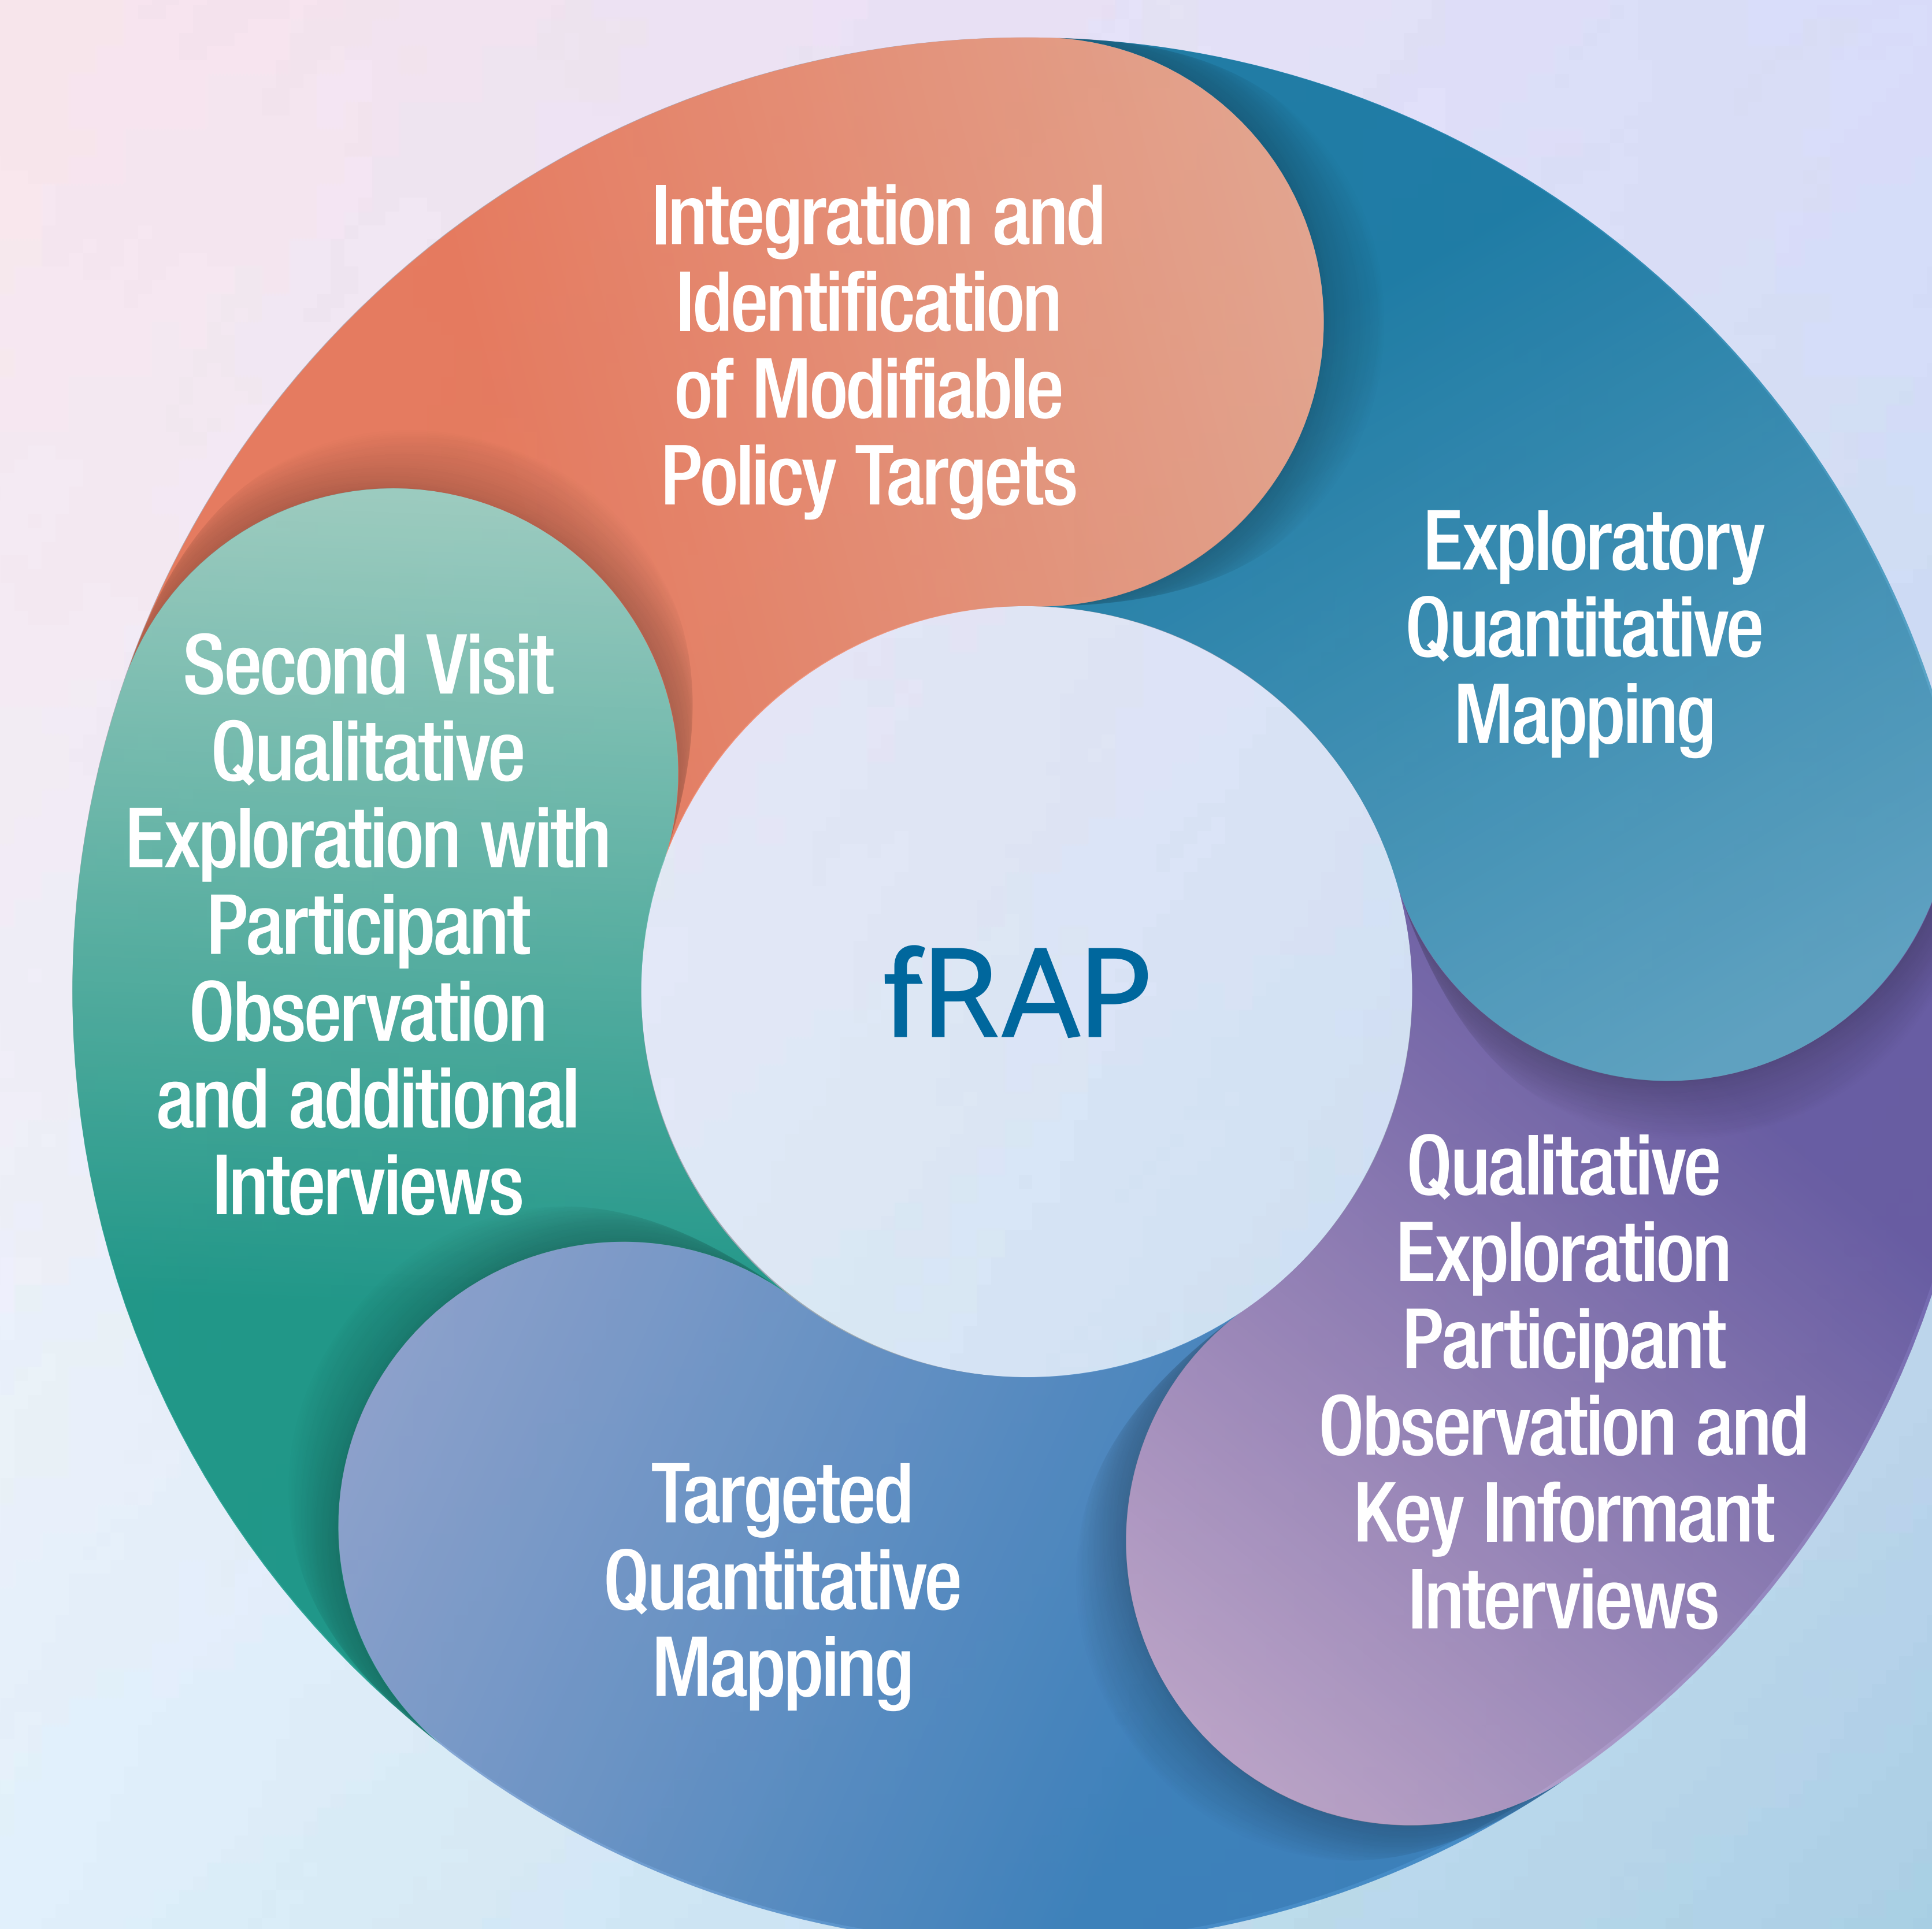 Integration and
Identification
of Modifiable
Policy Targets
Exploratory
Quantitative
Mapping
Second Visit
Qualitative
Exploration with
Participant
Observation
and additional
Interviews
fRAP
Qualitative
Exploration
Participant
Observation and
Key Informant
Interviews
Targeted
Quantitative
Mapping